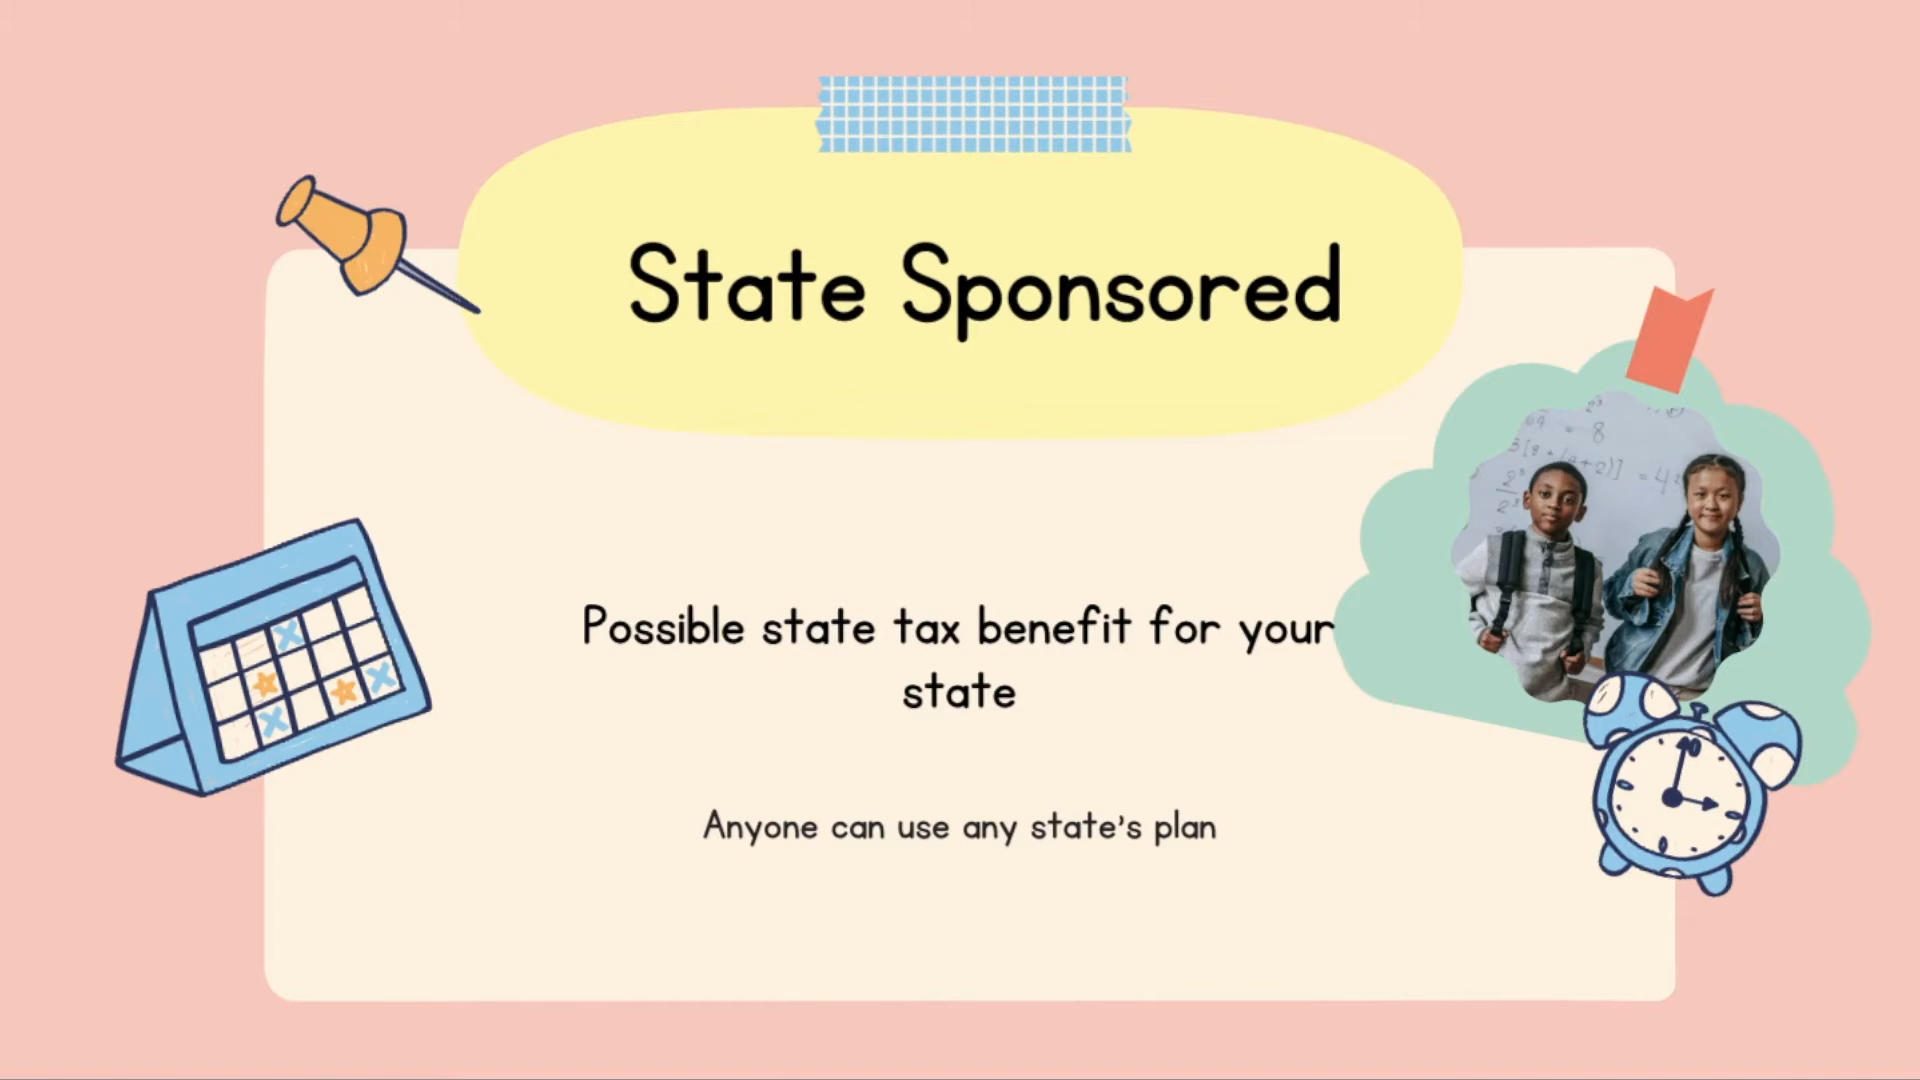 State Sponsored
Possible state tax benefit for your
state
Anyone can use any state's plan